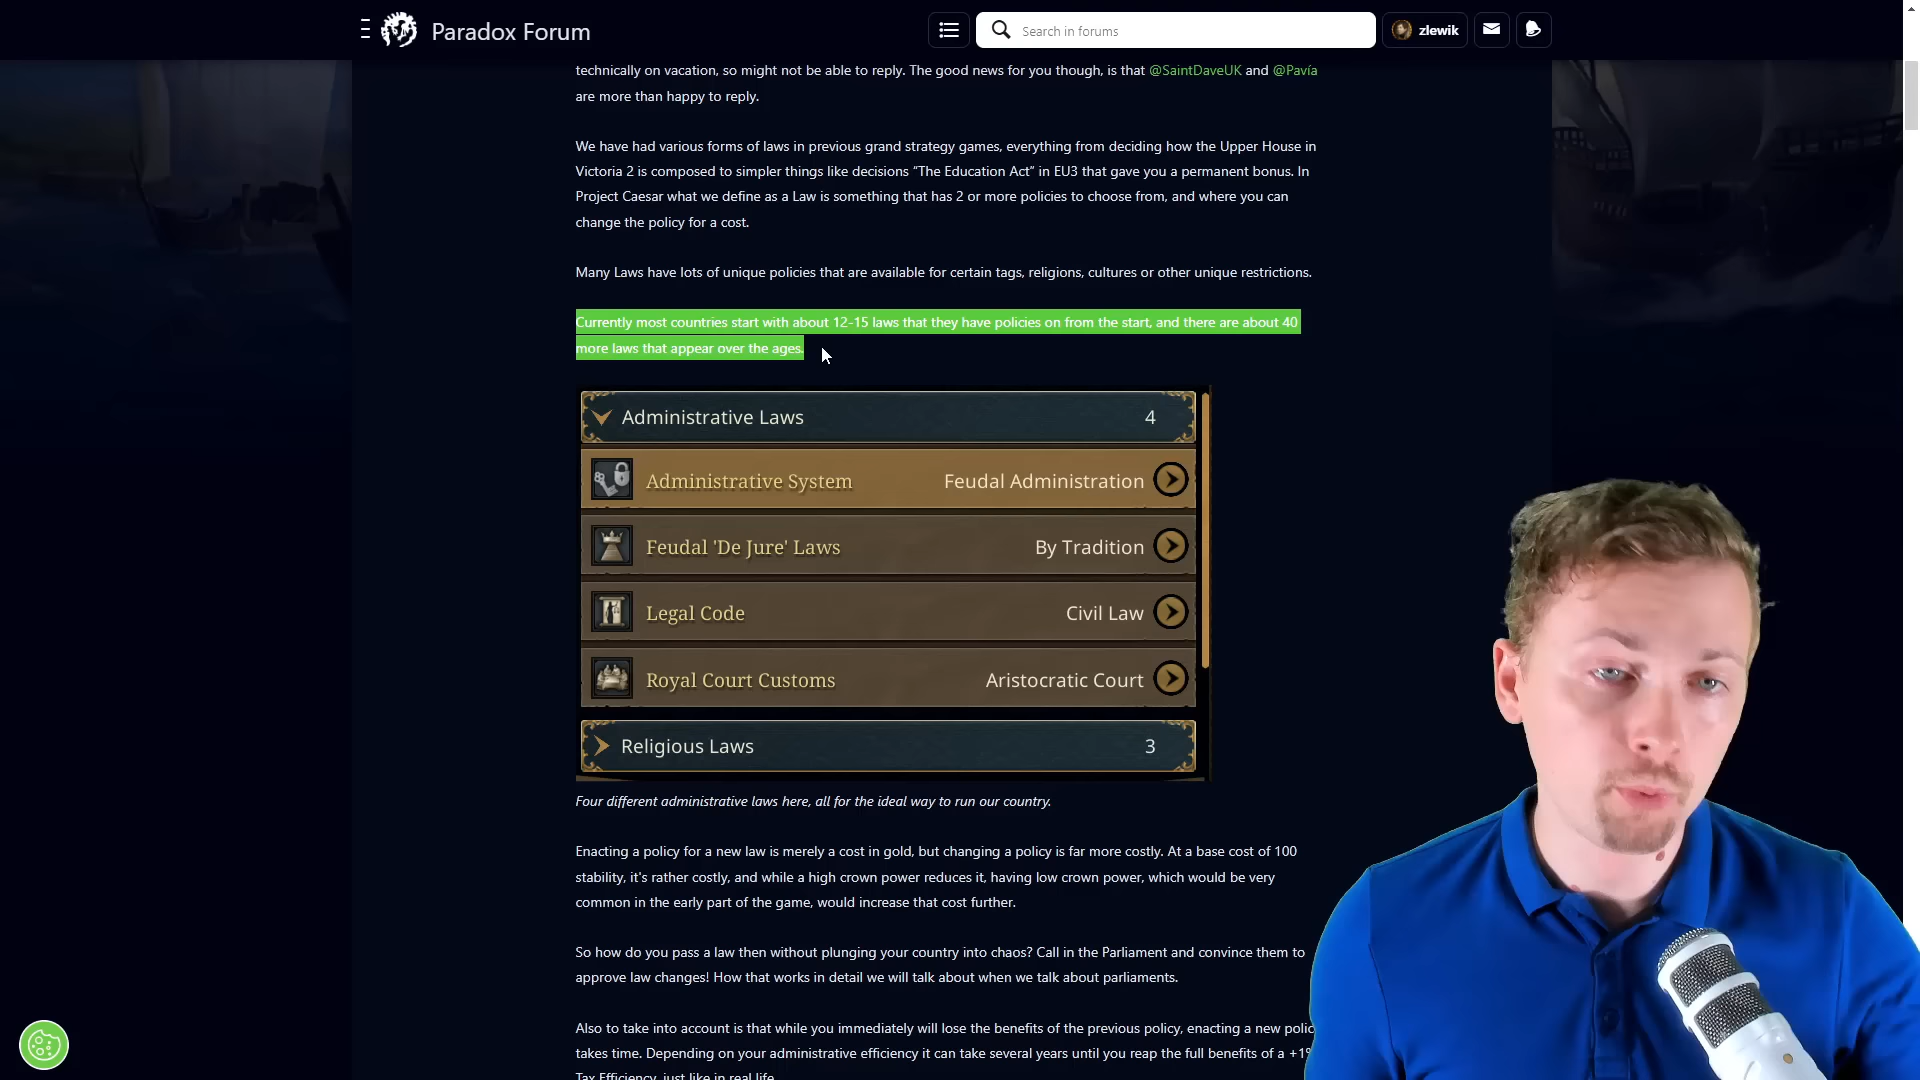 Paradox Forum
Search in forums
zlewik
technically on vacation, so might not be able to reply. The good news for you though, is that @SaintDaveUK and @Pavía
are more than happy to reply.
We have had various forms of laws in previous grand strategy games, everything from deciding how the Upper House in
Victoria 2 is composed to simpler things like decisions “The Education Act” in EU3 that gave you a permanent bonus. In
Project Caesar what we define as a Law is something that has 2 or more policies to choose from, and where you can
change the policy for a cost.
Many Laws have lots of unique policies that are available for certain tags, religions, cultures or other unique restrictions.
Currently most countries start with about 12-15 laws that they have policies on from the start, and there are about 40
more laws that appear over the ages.
Administrative Laws 4
Administrative System Feudal Administration
Feudal 'De Jure' Laws By Tradition
Legal Code Civil Law
Royal Court Customs Aristocratic Court
Religious Laws 3
Four different administrative laws here, all for the ideal way to run our country.
Enacting a policy for a new law is merely a cost in gold, but changing a policy is far more costly. At a base cost of 100
stability, it's rather costly, and while a high crown power reduces it, having low crown power, which would be very
common in the early part of the game, would increase that cost further.
So how do you pass a law then without plunging your country into chaos? Call in the Parliament and convince them to
approve law changes! How that works in detail we will talk about when we talk about parliaments.
Also to take into account is that while you immediately will lose the benefits of the previous policy, enacting a new polic
takes time. Depending on your administrative efficiency it can take several years until you reap the full benefits of a +1%
Tax Efficiency, just like in real life.